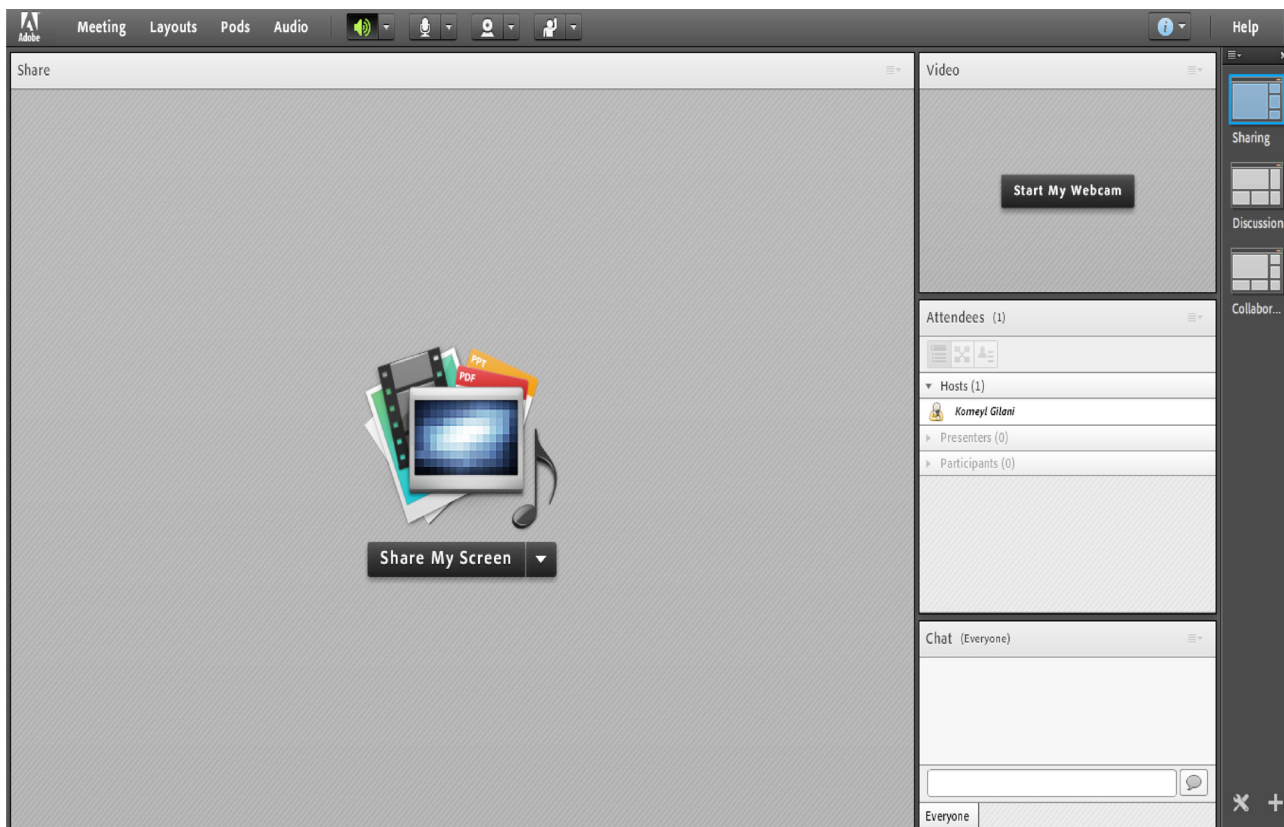 Adobe
Meeting Layouts Pods Audio
Help
Share
PPT
PDF
Share My Screen
Video
Start My Webcam
Attendees (1)
Hosts (1)
Komeyl Gilani
Presenters (0)
Participants (0)
Chat (Everyone)
Everyone
Sharing
Discussion
Collabor...